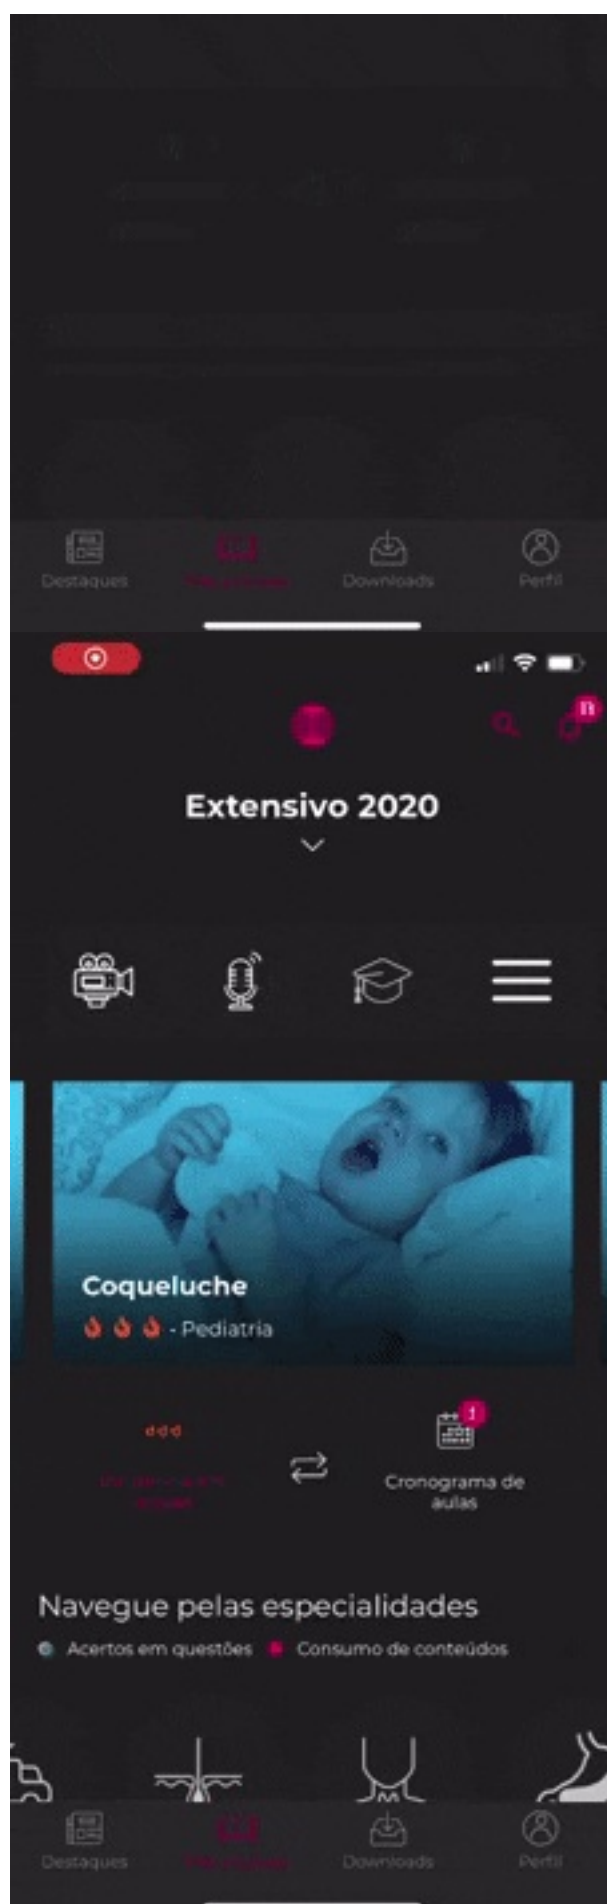 Destaques
Downloads
Perfil
Extensivo 2020
Coqueluche
- Pediatria
1
Cronograma de
aulas
Navegue pelas especialidades
Acertos em questões
Consumo de conteúdos
Destaques
Downloads
Perfil